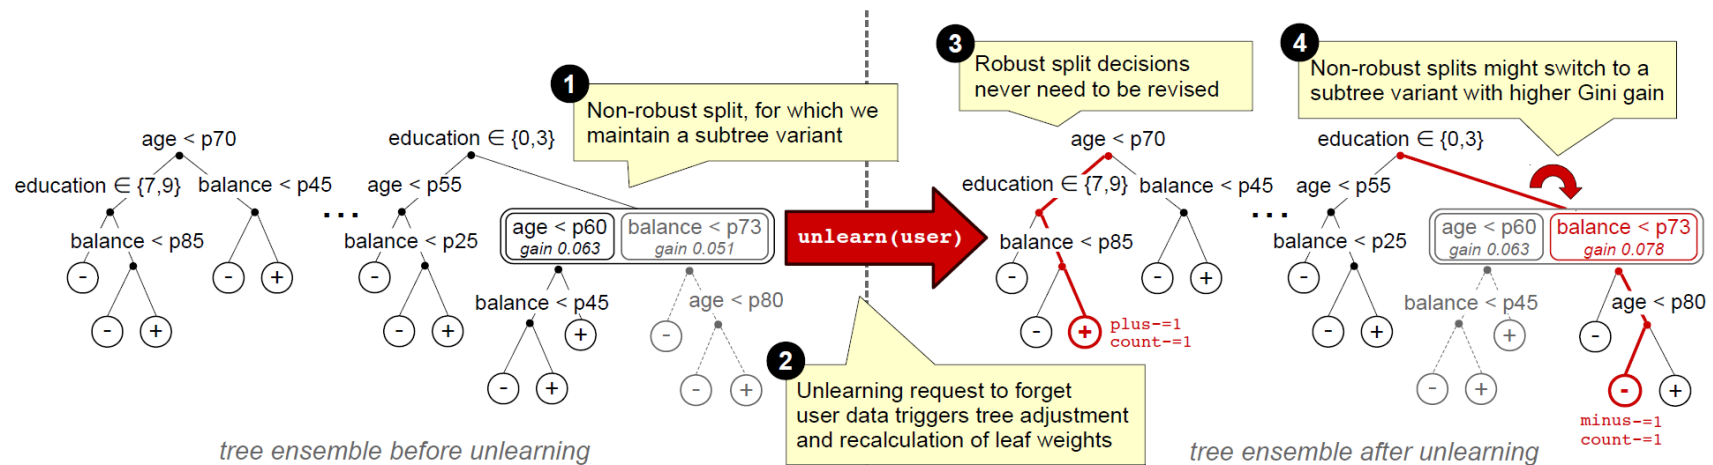 1
Non-robust split, for which we
maintain a subtree variant
age < p70
education ∈ {7,9}
balance < p45
balance < p85
-
-
+
-
+
...
education ∈ {0,3}
age < p55
balance < p25
-
-
+
age < p60
gain 0.063
balance < p73
gain 0.051
balance < p45
+
-
+
age < p80
-
-
+
tree ensemble before unlearning
unlearn(user)
2
Unlearning request to forget
user data triggers tree adjustment
and recalculation of leaf weights
3
Robust split decisions
never need to be revised
age < p70
education ∈ {7,9}
balance < p45
balance < p85
-
-
+
-
+
plus-=1
count-=1
...
4
Non-robust splits might switch to a
subtree variant with higher Gini gain
education ∈ {0,3}
age < p55
balance < p25
-
-
+
age < p60
gain 0.063
balance < p73
gain 0.078
balance < p45
+
-
+
age < p80
-
-
+
minus-=1
count-=1
tree ensemble after unlearning